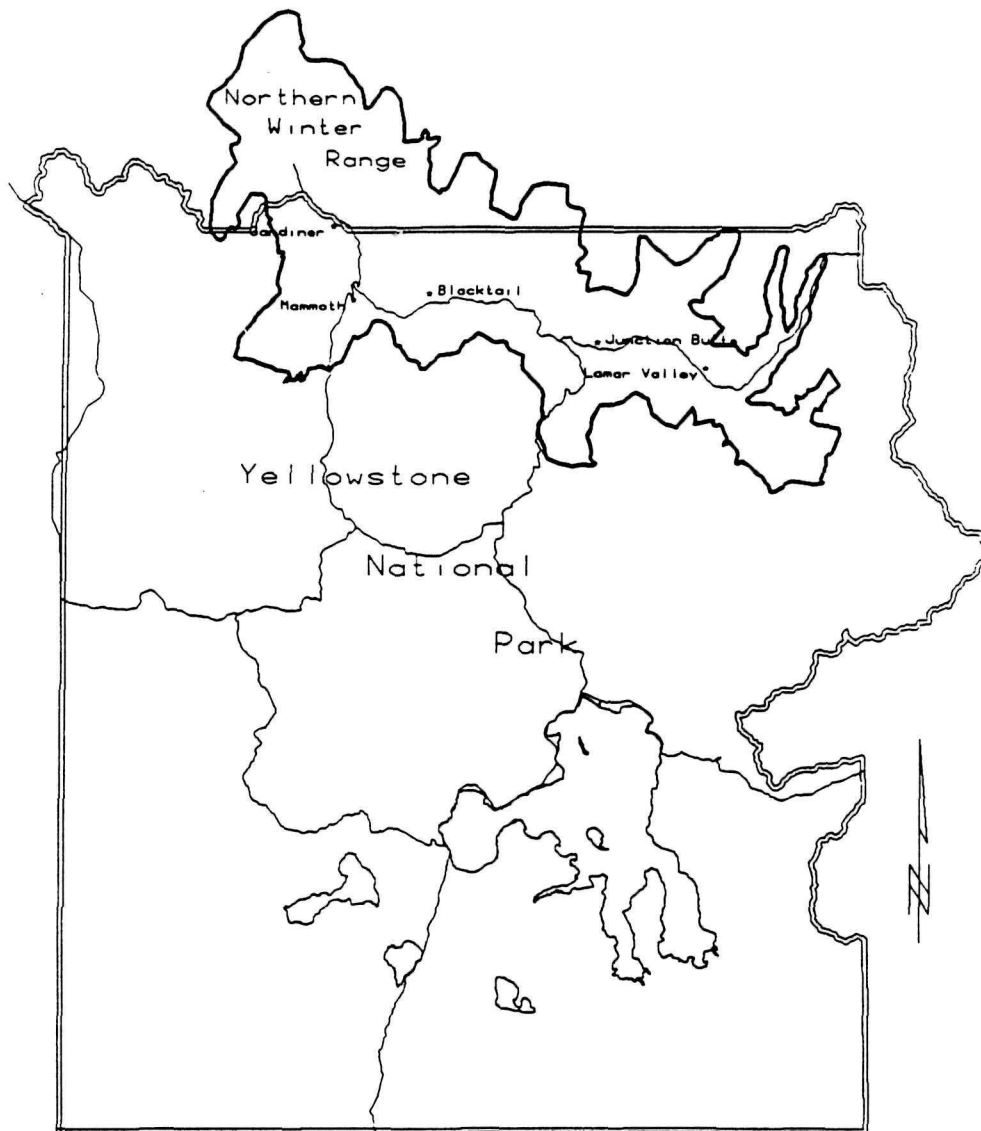 Northern
Winter
Range
Gardiner
Blacktail
Mammoth
Junction Butte
Lamar Valley
Yellowstone
National
Park
N